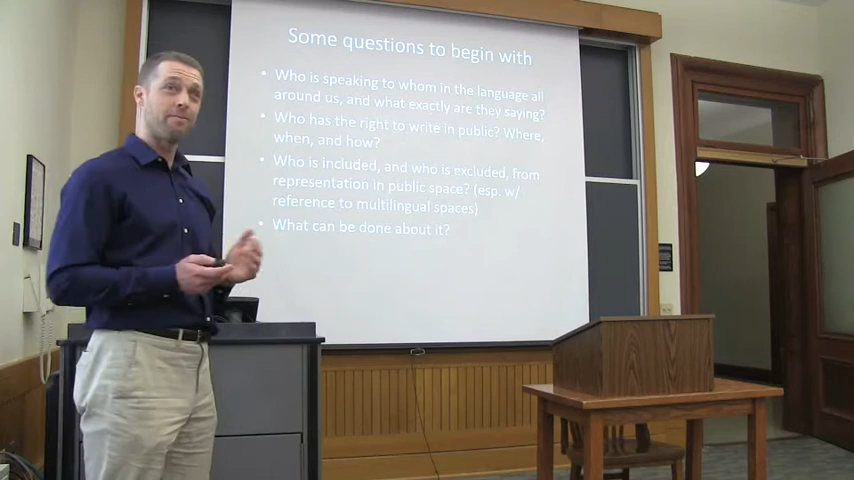 Some questions to begin with
• Who is speaking to whom in the language all
around us, and what exactly are they saying?
• Who has the right to write in public? Where,
when, and how?
• Who is included, and who is excluded, from
representation in public space? (esp. w/
reference to multilingual spaces)
• What can be done about it?